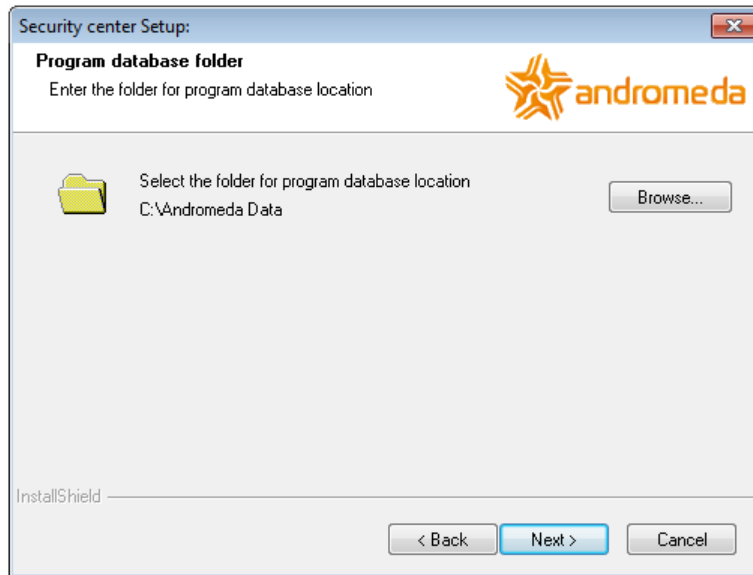 Security center Setup:
Program database folder
Enter the folder for program database location
andromeda
Select the folder for program database location
C:\Andromeda Data
Browse...
InstallShield
< Back
Next >
Cancel